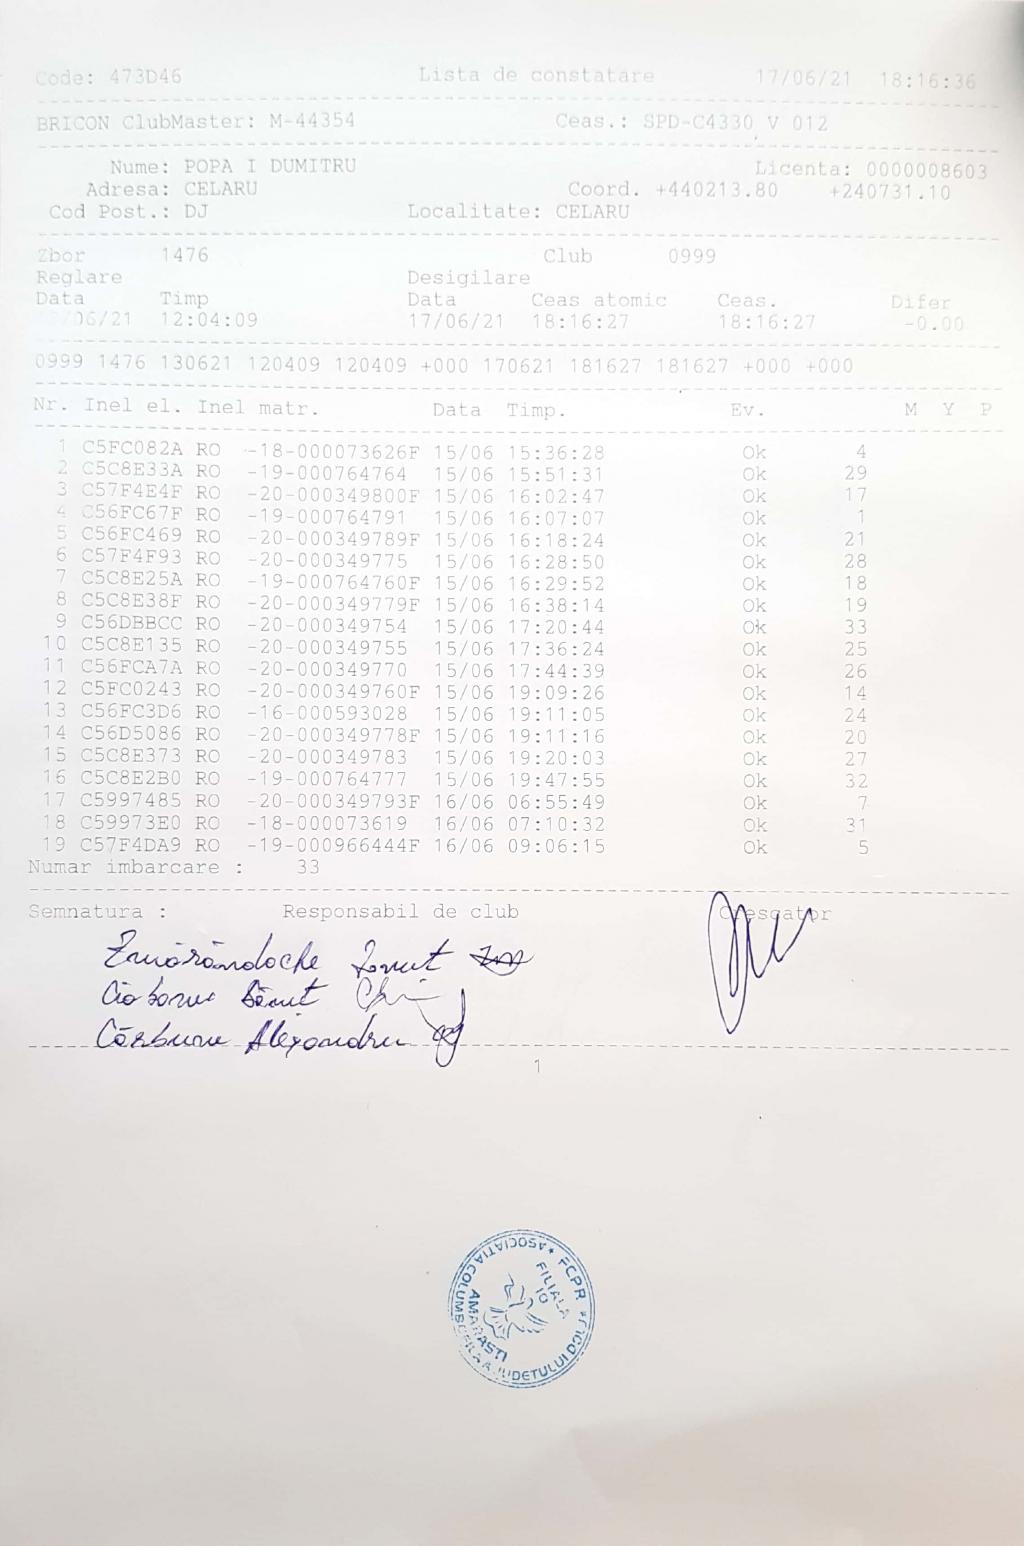 Code: 473D46 Lista de constatare 17/06/21 18:16:36
BRICON ClubMaster: M-44354 Ceas.: SPD-C4330 V 012
Nume: POPA I DUMITRU Licenta: 0000008603
Adresa: CELARU Coord. +440213.80 +240731.10
Cod Post.: DJ Localitate: CELARU
Zbor 1476 Club 0999
Reglare Desigilare
Data Timp Data Ceas atomic Ceas. Difer
/06/21 12:04:09 17/06/21 18:16:27 18:16:27 -0.00
0999 1476 130621 120409 120409 +000 170621 181627 181627 +000 +000
Nr. Inel el. Inel matr. Data Timp. Ev. M Y P
1 C5FC082A RO -18-000073626F 15/06 15:36:28 Ok 4
2 C5C8E33A RO -19-000764764 15/06 15:51:31 Ok 29
3 C57F4E4F RO -20-000349800F 15/06 16:02:47 Ok 17
4 C56FC67F RO -19-000764791 15/06 16:07:07 Ok 1
5 C56FC469 RO -20-000349789F 15/06 16:18:24 Ok 21
6 C57F4F93 RO -20-000349775 15/06 16:28:50 Ok 28
7 C5C8E25A RO -19-000764760F 15/06 16:29:52 Ok 18
8 C5C8E38F RO -20-000349779F 15/06 16:38:14 Ok 19
9 C56DBBCC RO -20-000349754 15/06 17:20:44 Ok 33
10 C5C8E135 RO -20-000349755 15/06 17:36:24 Ok 25
11 C56FCA7A RO -20-000349770 15/06 17:44:39 Ok 26
12 C5FC0243 RO -20-000349760F 15/06 19:09:26 Ok 14
13 C56FC3D6 RO -16-000593028 15/06 19:11:05 Ok 24
14 C56D5086 RO -20-000349778F 15/06 19:11:16 Ok 20
15 C5C8E373 RO -20-000349783 15/06 19:20:03 Ok 27
16 C5C8E2B0 RO -19-000764777 15/06 19:47:55 Ok 32
17 C5997485 RO -20-000349793F 16/06 06:55:49 Ok 7
18 C59973E0 RO -18-000073619 16/06 07:10:32 Ok 31
19 C57F4DA9 RO -19-000966444F 16/06 09:06:15 Ok 5
Numar imbarcare : 33
Semnatura : Responsabil de club Crescator
Zmărăndache Ionut
Ionut
Cărbune Alexandru
1
ASOCIATIA COLUMBOFILA A JUDETULUI DOLJ * FCPR *
FILIALA
10
AMARASTI